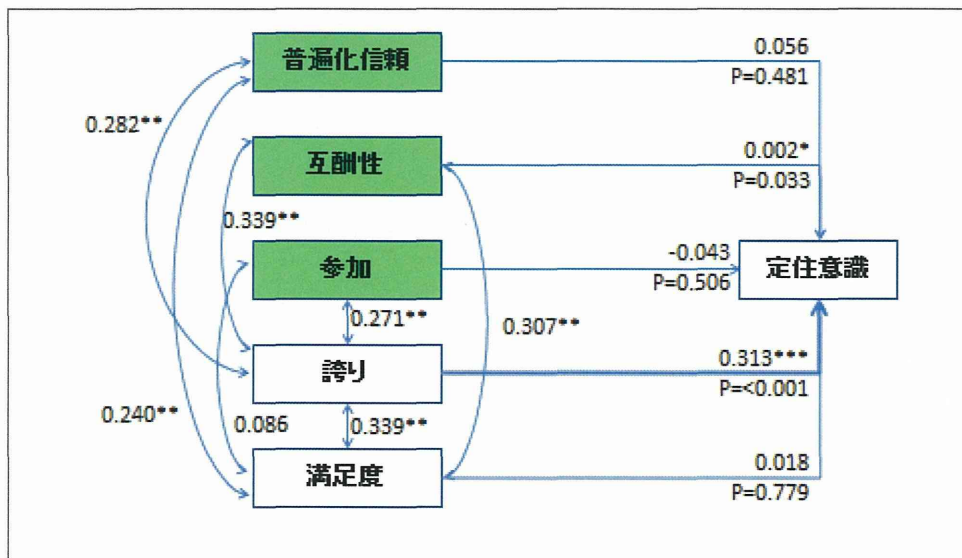 普遍化信頼
0.056
P=0.481
0.282**
互酬性
0.002*
P=0.033
0.339**
参加
-0.043
P=0.506
定住意識
0.271**
0.307**
誇り
0.313***
P=<0.001
0.240**
0.086
0.339**
満足度
0.018
P=0.779